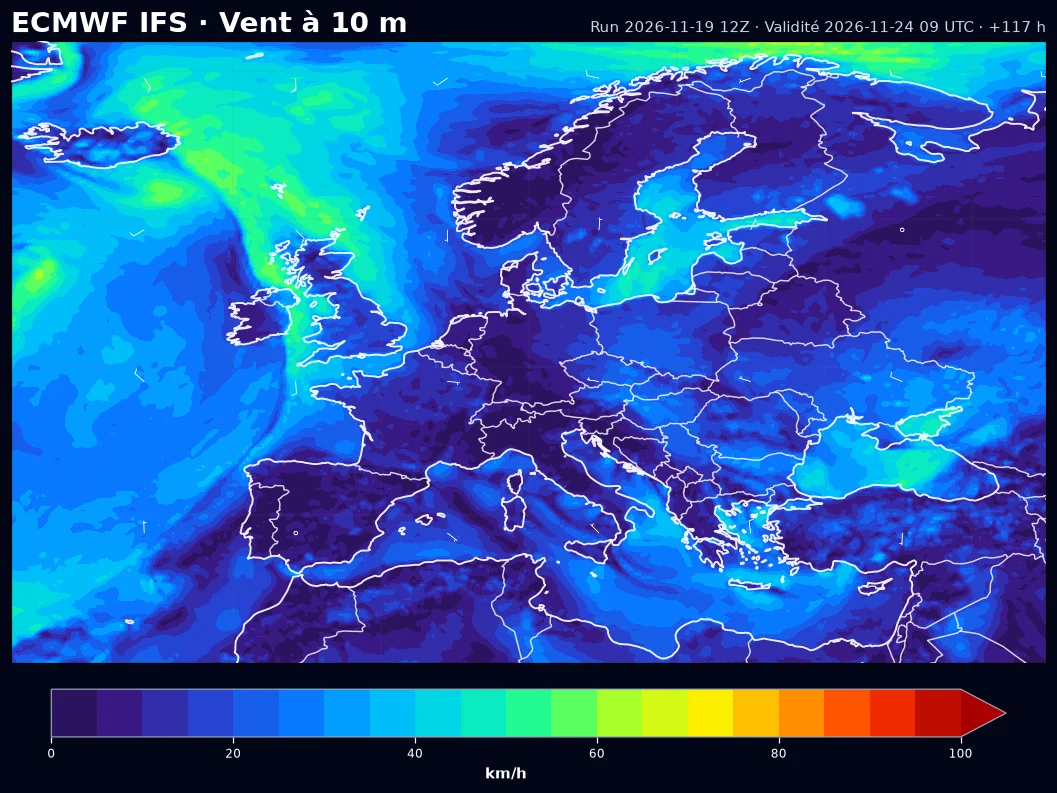 ECMWF IFS · Vent à 10 m
Run 2026-11-19 12Z · Validité 2026-11-24 09 UTC · +117 h
0 20 40 60 80 100
km/h